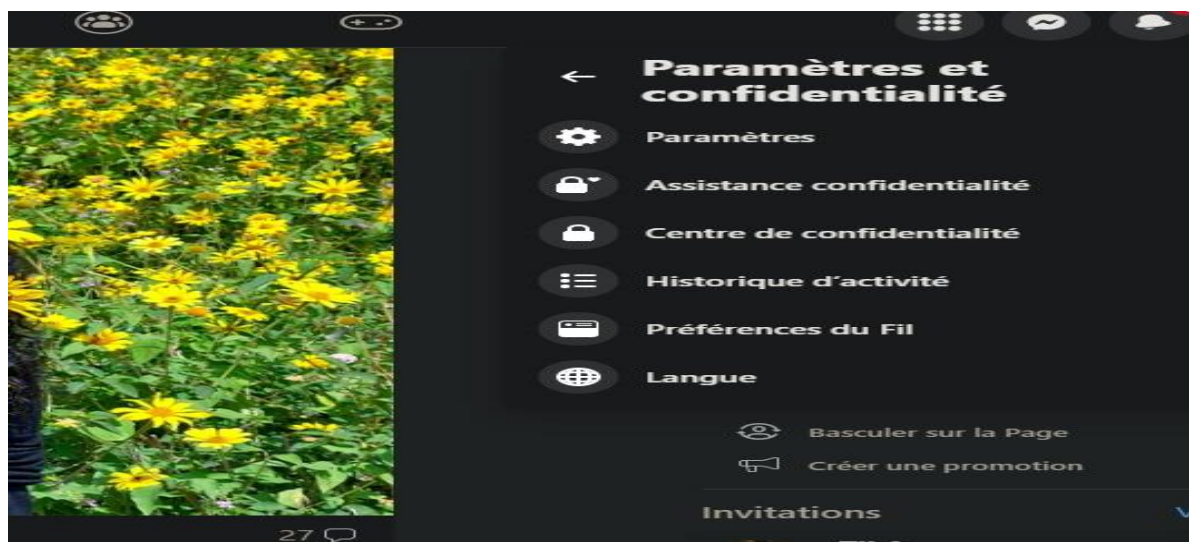 Paramètres et
confidentialité
Paramètres
Assistance confidentialité
Centre de confidentialité
Historique d'activité
Préférences du Fil
Langue
Basculer sur la Page
Créer une promotion
Invitations
27